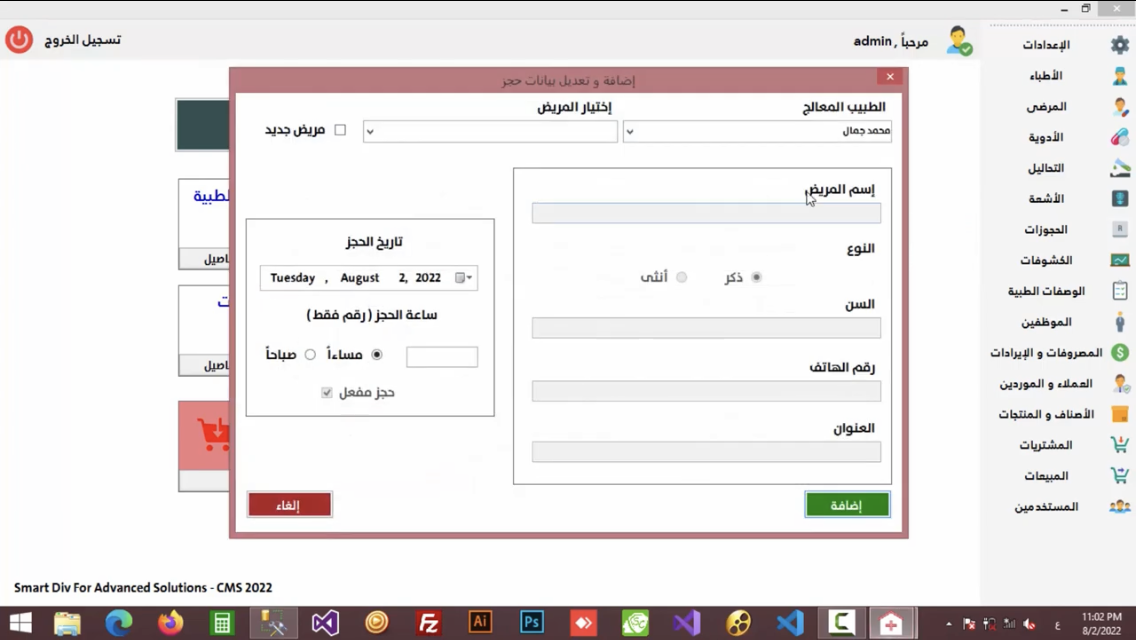 مرحباً , admin
تسجيل الخروج
الإعدادات
الأطباء
المرضى
الأدوية
التحاليل
الأشعة
الحجوزات
الكشوفات
الوصفات الطبية
الموظفين
المصروفات و الإيرادات
العملاء و الموردين
الأصناف و المنتجات
المشتريات
المبيعات
المستخدمين
إضافة و تعديل بيانات حجز
الطبيب المعالج
إختيار المريض
محمد جمال
مريض جديد
إسم المريض
النوع
ذكر
أنثى
السن
رقم الهاتف
العنوان
تاريخ الحجز
Tuesday , August 2, 2022
ساعة الحجز ( رقم فقط )
مساءاً
صباحاً
حجز مفعل
إضافة
إلغاء
Smart Div For Advanced Solutions - CMS 2022
Ai
Ps
Fz
ع
11:02 PM
8/2/2022